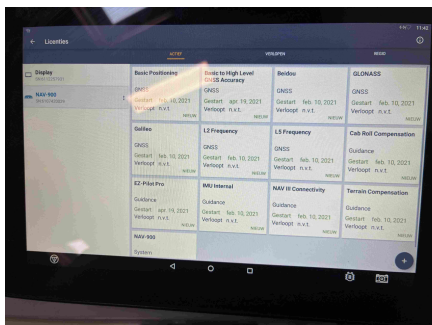 11:42
Licenties
ACTIEF
VERLOPEN
Display
NAV-900
Basic Positioning
GNSS
Gestart feb. 10, 2021
Verloopt n.v.t.
NIEUW
Basic to High Level
GNSS Accuracy
GNSS
Gestart apr. 19, 2021
Verloopt n.v.t.
NIEUW
Beidou
GNSS
Gestart feb. 10, 2021
Verloopt n.v.t.
NIEUW
GLONASS
GNSS
Gestart feb. 10, 2021
Verloopt n.v.t.
NIEUW
Galileo
GNSS
Gestart feb. 10, 2021
Verloopt n.v.t.
NIEUW
L2 Frequency
GNSS
Gestart feb. 10, 2021
Verloopt n.v.t.
NIEUW
L5 Frequency
GNSS
Gestart feb. 10, 2021
Verloopt n.v.t.
NIEUW
Cab Roll Compensation
Guidance
Gestart feb. 10, 2021
Verloopt n.v.t.
NIEUW
EZ-Pilot Pro
Guidance
Gestart apr. 19, 2021
Verloopt n.v.t.
NIEUW
IMU Internal
Guidance
Gestart feb. 10, 2021
Verloopt n.v.t.
NIEUW
NAV III Connectivity
Guidance
Gestart feb. 10, 2021
Verloopt n.v.t.
NIEUW
Terrain Compensation
Guidance
Gestart feb. 10, 2021
Verloopt n.v.t.
NIEUW
NAV-900
System